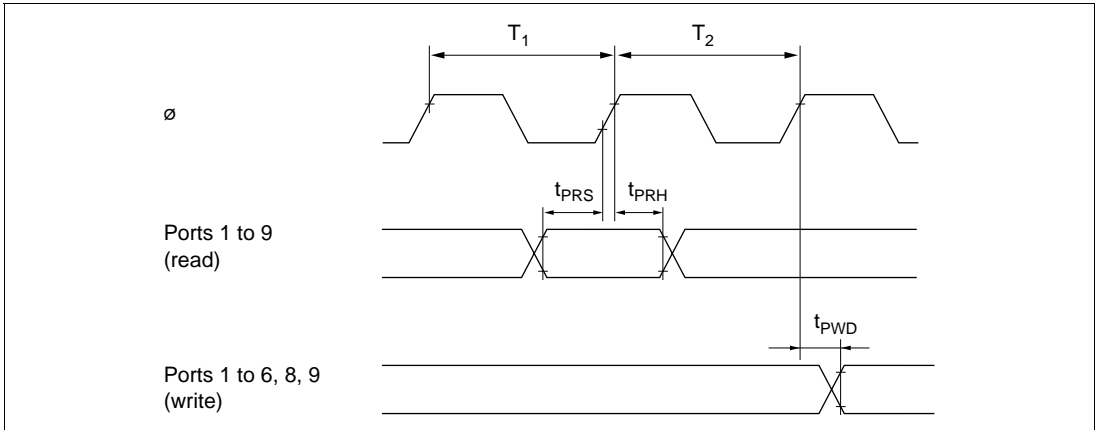 T1 T2
ø
tPRS tPRH
Ports 1 to 9
(read)
tPWD
Ports 1 to 6, 8, 9
(write)